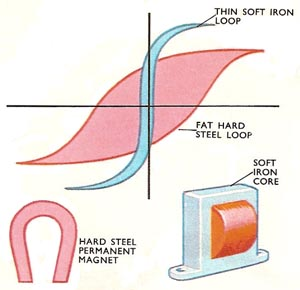 THIN SOFT IRON
LOOP
FAT HARD
STEEL LOOP
SOFT
IRON
CORE
HARD STEEL
PERMANENT
MAGNET